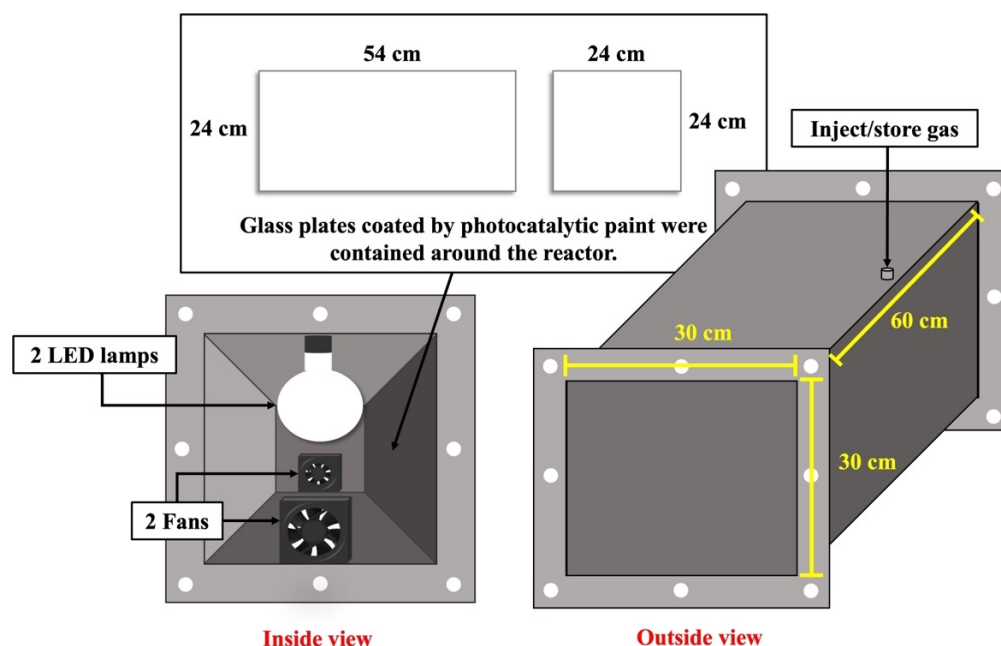 54 cm
24 cm
24 cm
24 cm
Glass plates coated by photocatalytic paint were
contained around the reactor.
Inject/store gas
2 LED lamps
2 Fans
30 cm
60 cm
30 cm
Inside view
Outside view